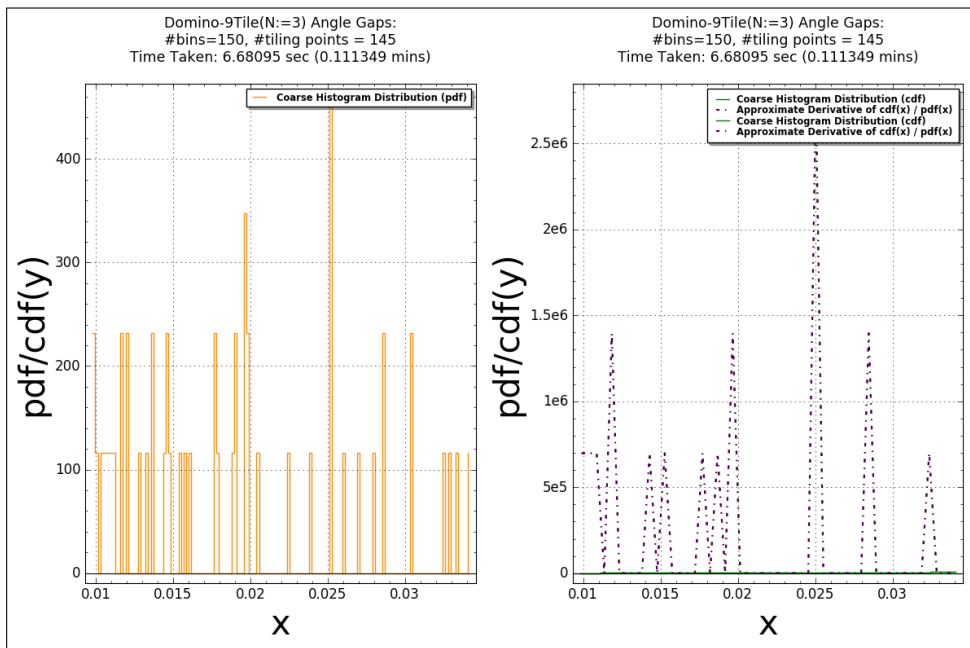 Domino-9Tile(N:=3) Angle Gaps:
#bins=150, #tiling points = 145
Time Taken: 6.68095 sec (0.111349 mins)
Coarse Histogram Distribution (pdf)
400
300
200
100
0
0.01
0.015
0.02
0.025
0.03
pdf/cdf(y)
x
Domino-9Tile(N:=3) Angle Gaps:
#bins=150, #tiling points = 145
Time Taken: 6.68095 sec (0.111349 mins)
Coarse Histogram Distribution (cdf)
Approximate Derivative of cdf(x) / pdf(x)
Coarse Histogram Distribution (cdf)
Approximate Derivative of cdf(x) / pdf(x)
2.5e6
2e6
1.5e6
1e6
5e5
0
0.01
0.015
0.02
0.025
0.03
pdf/cdf(y)
x